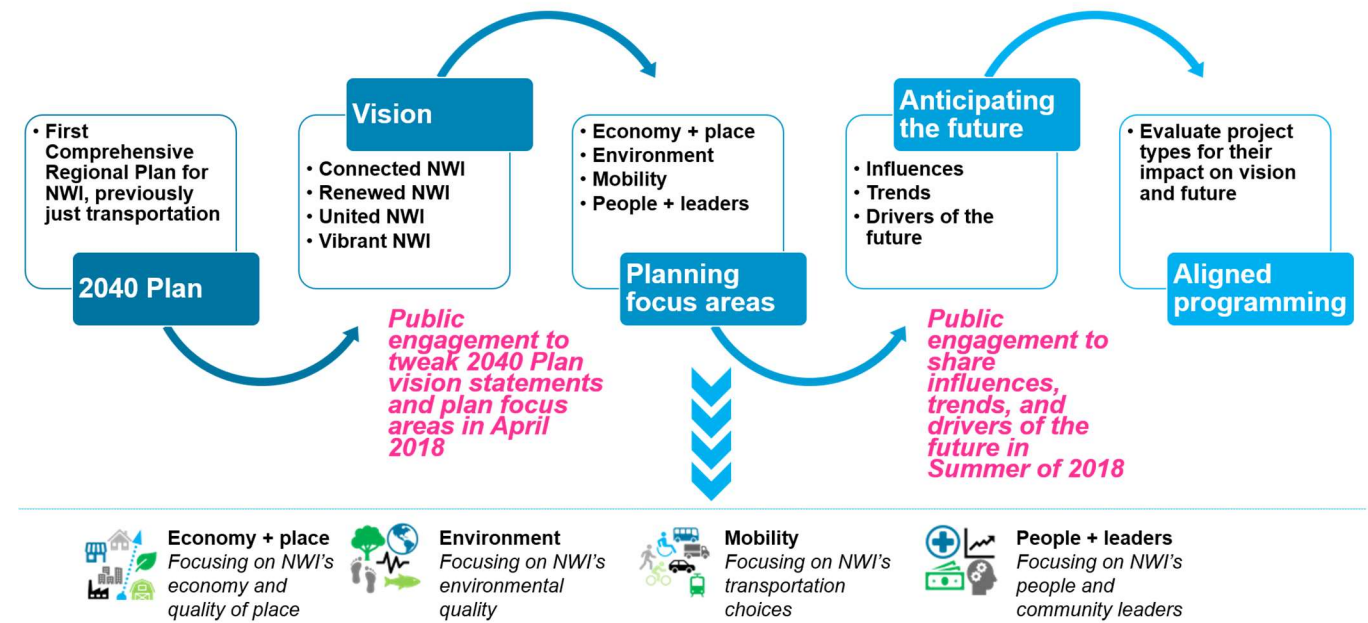 • First
Comprehensive
Regional Plan for
NWI, previously
just transportation
2040 Plan
Vision
• Connected NWI
• Renewed NWI
• United NWI
• Vibrant NWI
Public
engagement to
tweak 2040 Plan
vision statements
and plan focus
areas in April
2018
• Economy + place
• Environment
• Mobility
• People + leaders
Planning
focus areas
Anticipating
the future
• Influences
• Trends
• Drivers of the
future
Public
engagement to
share
influences,
trends, and
drivers of the
future in
Summer of 2018
• Evaluate project
types for their
impact on vision
and future
Aligned
programming
Economy + place
Focusing on NWI's
economy and
quality of place
Environment
Focusing on NWI's
environmental
quality
Mobility
Focusing on NWI's
transportation
choices
People + leaders
Focusing on NWI's
people and
community leaders